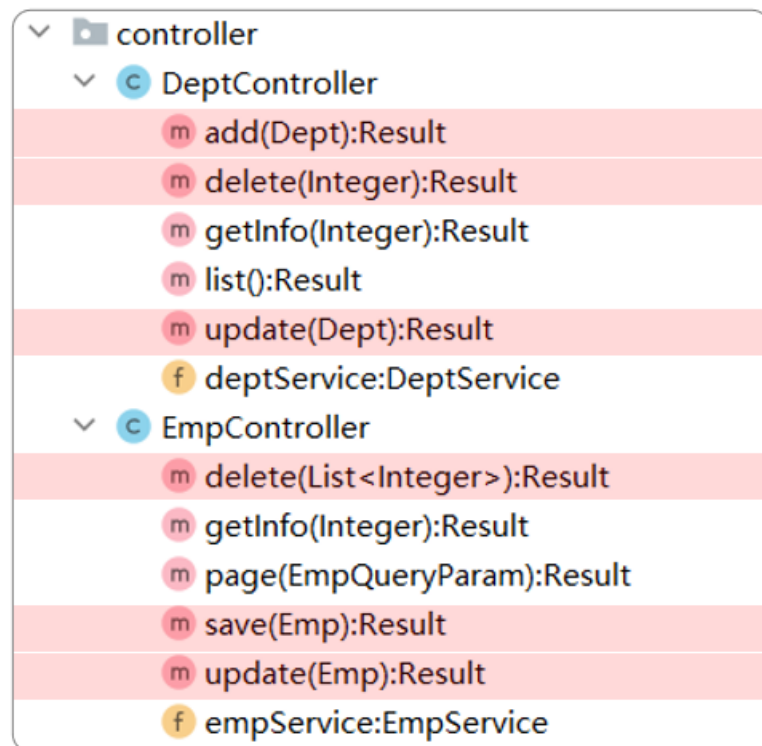 controller
C DeptController
m add(Dept):Result
m delete(Integer):Result
m getInfo(Integer):Result
m list():Result
m update(Dept):Result
f deptService:DeptService
C EmpController
m delete(List<Integer>):Result
m getInfo(Integer):Result
m page(EmpQueryParam):Result
m save(Emp):Result
m update(Emp):Result
f empService:EmpService